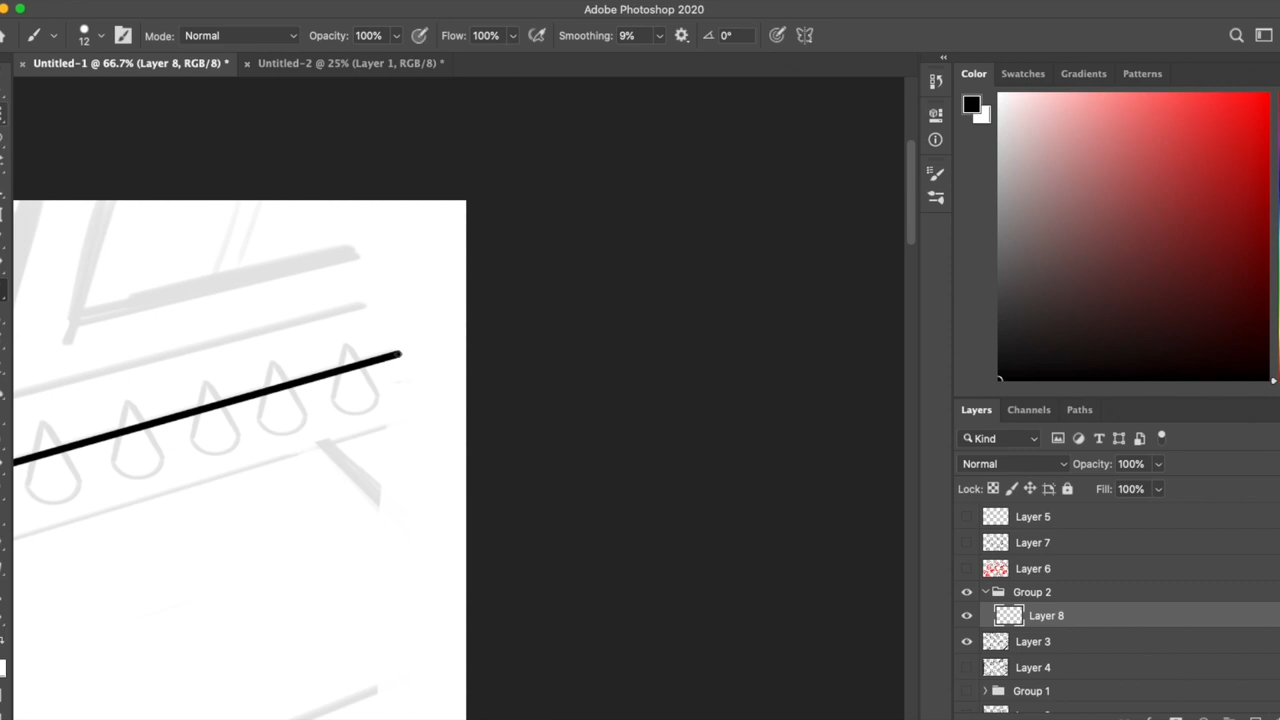 Adobe Photoshop 2020
12 Mode: Normal Opacity: 100% Flow: 100% Smoothing: 9% 0°
× Untitled-1 @ 66.7% (Layer 8, RGB/8) * × Untitled-2 @ 25% (Layer 1, RGB/8) *
Color Swatches Gradients Patterns
Layers Channels Paths
Kind
Normal Opacity: 100%
Lock: Fill: 100%
Layer 5
Layer 7
Layer 6
Group 2
Layer 8
Layer 3
Layer 4
Group 1